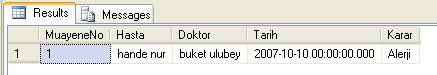 Results Messages
MuayeneNo Hasta Doktor Tarih Karar
1 1 hande nur buket ulubey 2007-10-10 00:00:00.000 Alerji